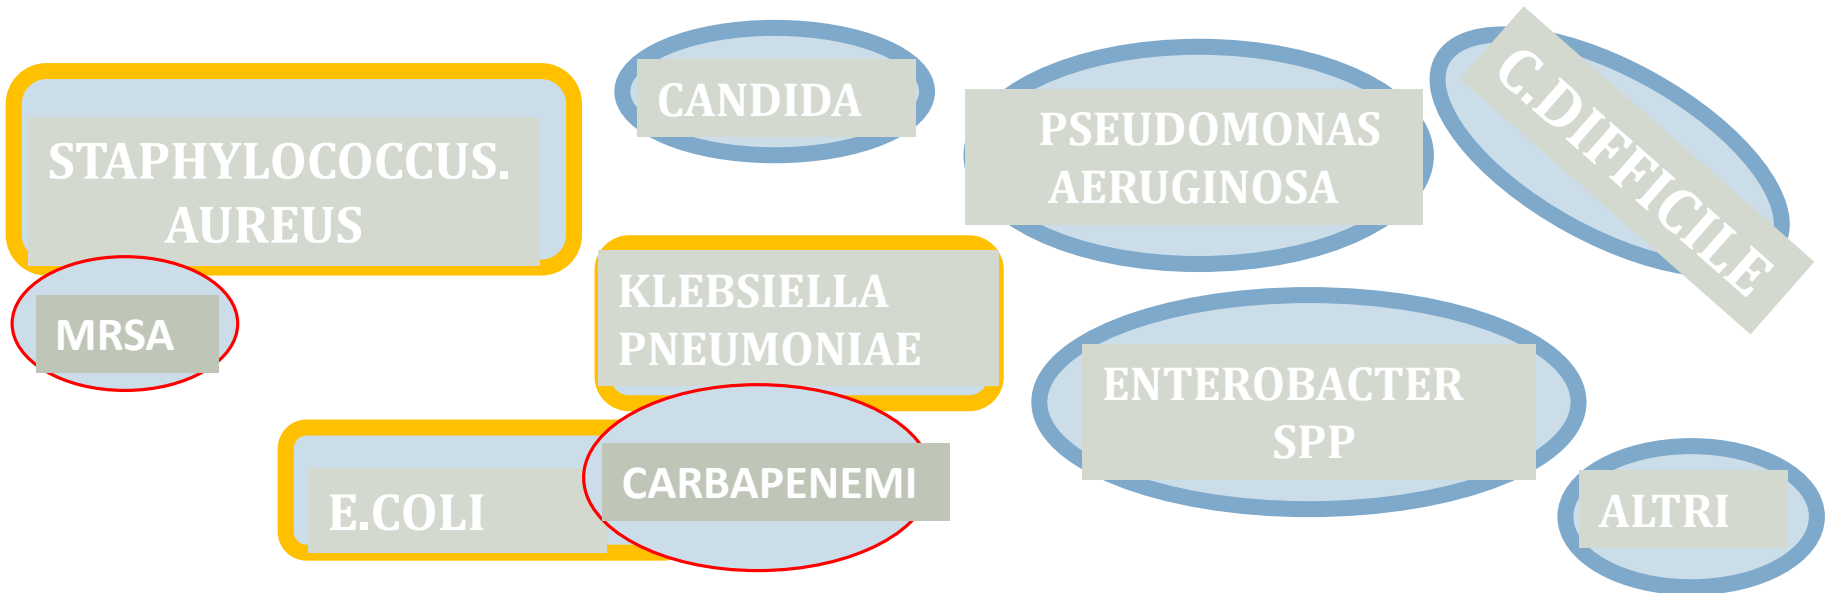 STAPHYLOCOCCUS.
AUREUS
MRSA
CANDIDA
PSEUDOMONAS
AERUGINOSA
C.DIFFICILE
KLEBSIELLA
PNEUMONIAE
ENTEROBACTER
SPP
E.COLI
CARBAPENEMI
ALTRI